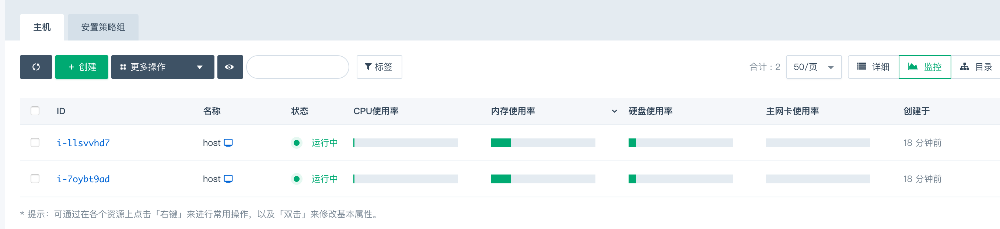 主机 安置策略组
+ 创建 更多操作 标签 合计：2 50/页 详细 监控 目录
ID 名称 状态 CPU使用率 内存使用率 硬盘使用率 主网卡使用率 创建于
i-llsvvhd7 host 运行中 18 分钟前
i-7oybt9ad host 运行中 18 分钟前
* 提示：可通过在各个资源上点击「右键」来进行常用操作，以及「双击」来修改基本属性。